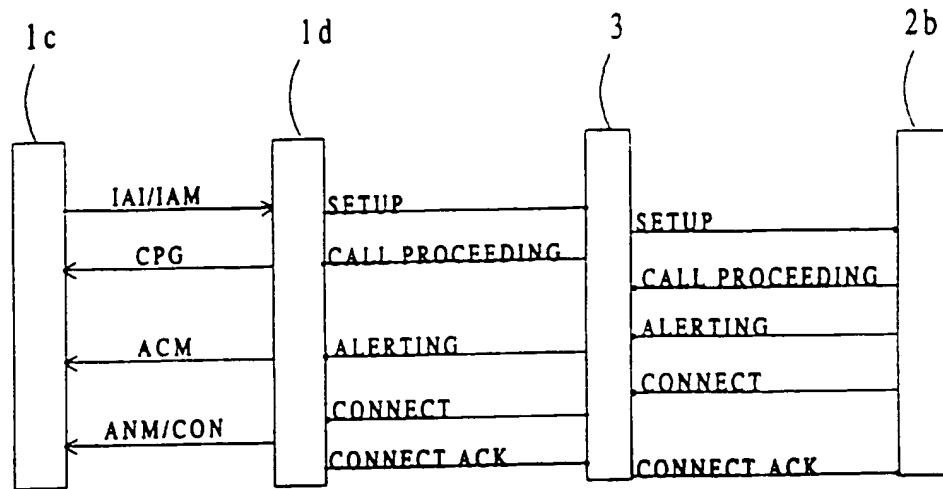 1c
1d
3
2b
IAI/IAM
SETUP
SETUP
CPG
CALL PROCEEDING
CALL PROCEEDING
ALERTING
ACM
ALERTING
CONNECT
CONNECT
ANM/CON
CONNECT ACK
CONNECT ACK